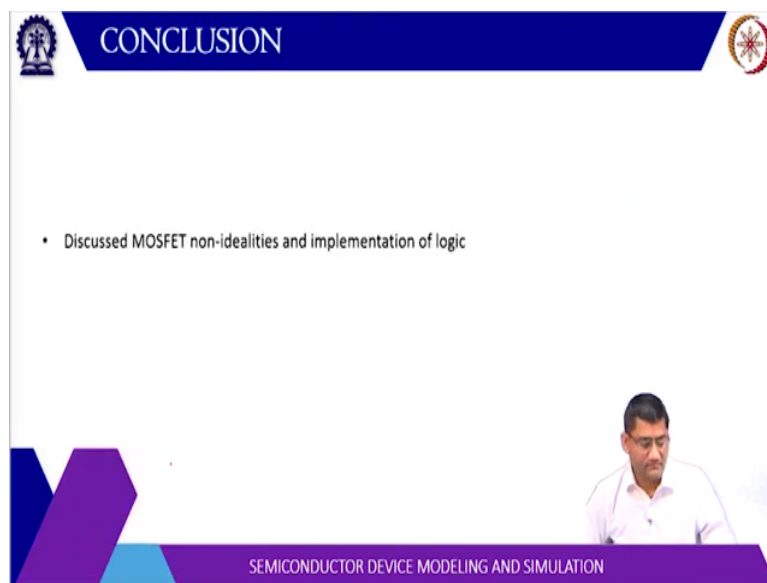 CONCLUSION
• Discussed MOSFET non-idealities and implementation of logic
SEMICONDUCTOR DEVICE MODELING AND SIMULATION